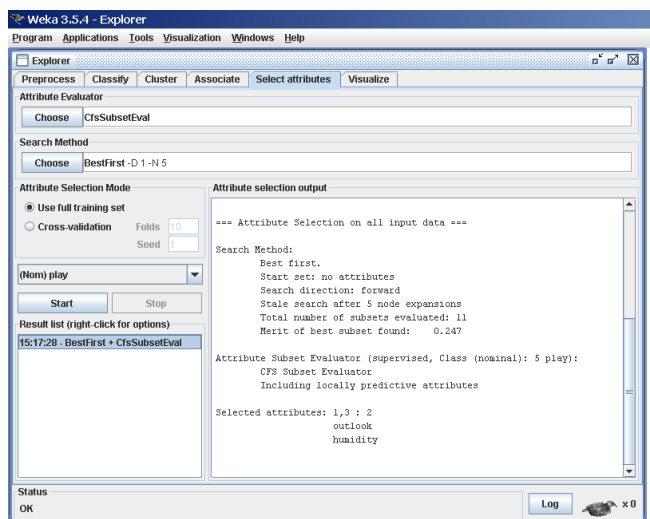 Weka 3.5.4 - Explorer
Program Applications Tools Visualization Windows Help
Explorer
Preprocess Classify Cluster Associate Select attributes Visualize
Attribute Evaluator
Choose CfsSubsetEval
Search Method
Choose BestFirst -D 1 -N 5
Attribute Selection Mode
Use full training set
Cross-validation Folds 10
Seed 1
(Nom) play
Start Stop
Result list (right-click for options)
15:17:28 - BestFirst + CfsSubsetEval
Attribute selection output
=== Attribute Selection on all input data ===
Search Method:
Best first.
Start set: no attributes
Search direction: forward
Stale search after 5 node expansions
Total number of subsets evaluated: 11
Merit of best subset found: 0.247
Attribute Subset Evaluator (supervised, Class (nominal): 5 play):
CFS Subset Evaluator
Including locally predictive attributes
Selected attributes: 1,3 : 2
outlook
humidity
Status
OK
Log x 0